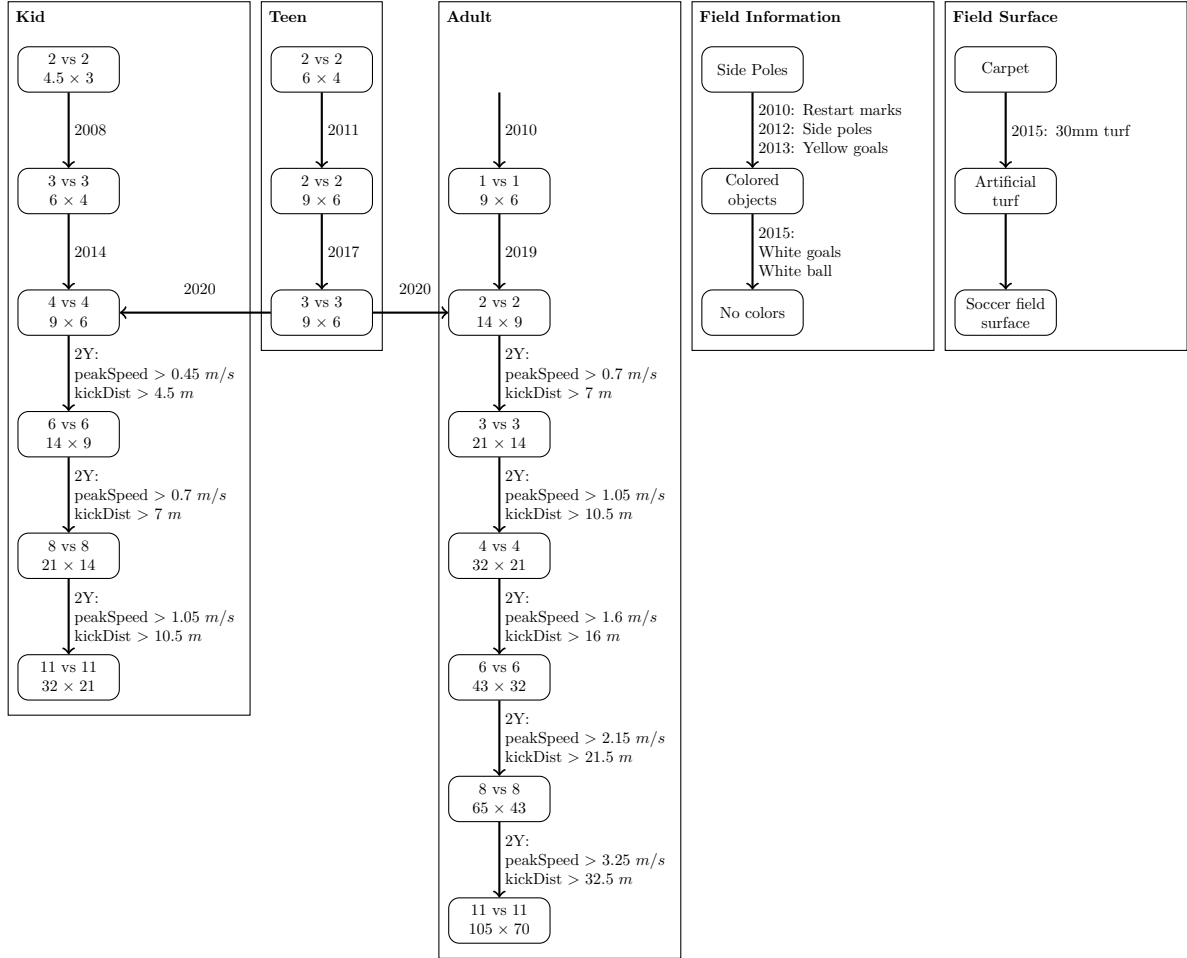 Kid
2 vs 2
4.5 × 3
2008
3 vs 3
6 × 4
2014
4 vs 4
9 × 6
2Y:
peakSpeed > 0.45 m/s
kickDist > 4.5 m
6 vs 6
14 × 9
2Y:
peakSpeed > 0.7 m/s
kickDist > 7 m
8 vs 8
21 × 14
2Y:
peakSpeed > 1.05 m/s
kickDist > 10.5 m
11 vs 11
32 × 21
2020
Teen
2 vs 2
6 × 4
2011
2 vs 2
9 × 6
2017
3 vs 3
9 × 6
2020
Adult
2010
1 vs 1
9 × 6
2019
2 vs 2
14 × 9
2Y:
peakSpeed > 0.7 m/s
kickDist > 7 m
3 vs 3
21 × 14
2Y:
peakSpeed > 1.05 m/s
kickDist > 10.5 m
4 vs 4
32 × 21
2Y:
peakSpeed > 1.6 m/s
kickDist > 16 m
6 vs 6
43 × 32
2Y:
peakSpeed > 2.15 m/s
kickDist > 21.5 m
8 vs 8
65 × 43
2Y:
peakSpeed > 3.25 m/s
kickDist > 32.5 m
11 vs 11
105 × 70
Field Information
Side Poles
2010: Restart marks
2012: Side poles
2013: Yellow goals
Colored
objects
2015:
White goals
White ball
No colors
Field Surface
Carpet
2015: 30mm turf
Artificial
turf
Soccer field
surface